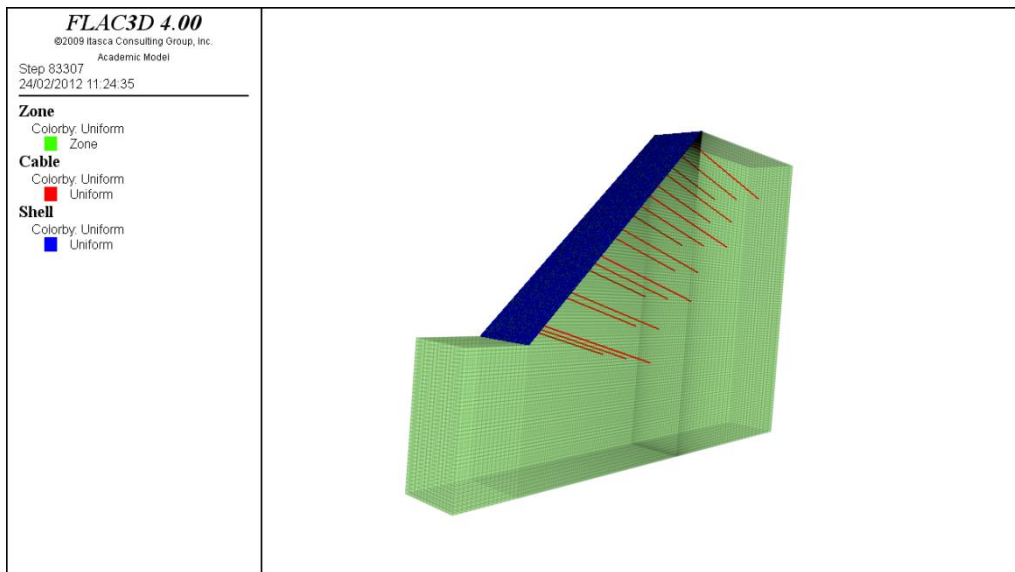 FLAC3D 4.00
©2009 Itasca Consulting Group, Inc.
Academic Model
Step 83307
24/02/2012 11:24:35
Zone
Colorby: Uniform
Zone
Cable
Colorby: Uniform
Uniform
Shell
Colorby: Uniform
Uniform